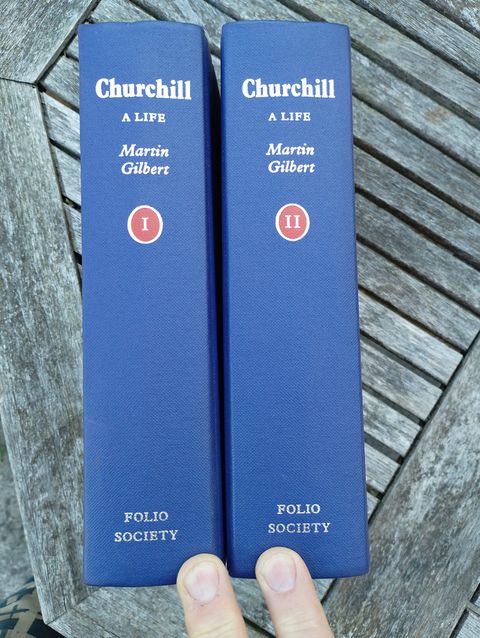 Churchill
A LIFE
Martin
Gilbert
I
FOLIO
SOCIETY
Churchill
A LIFE
Martin
Gilbert
II
FOLIO
SOCIETY